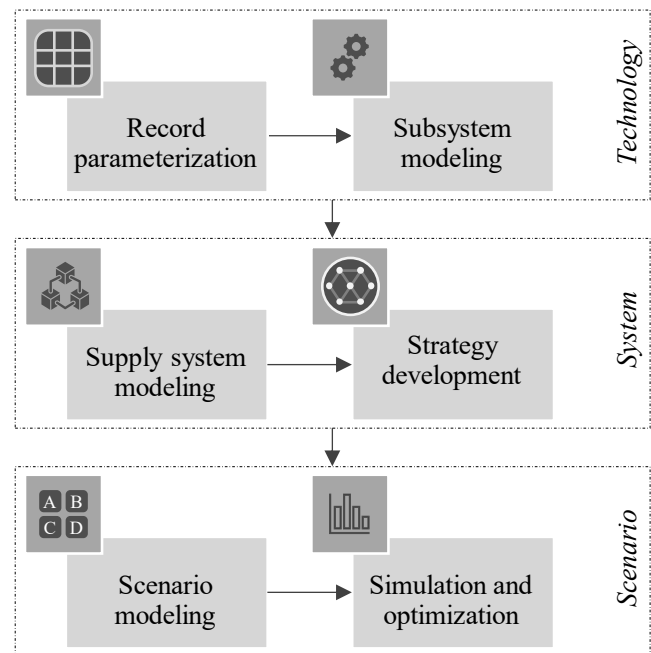 Technology
Record
parameterization
Subsystem
modeling
System
Supply system
modeling
Strategy
development
Scenario
A B
C D
Scenario
modeling
Simulation and
optimization